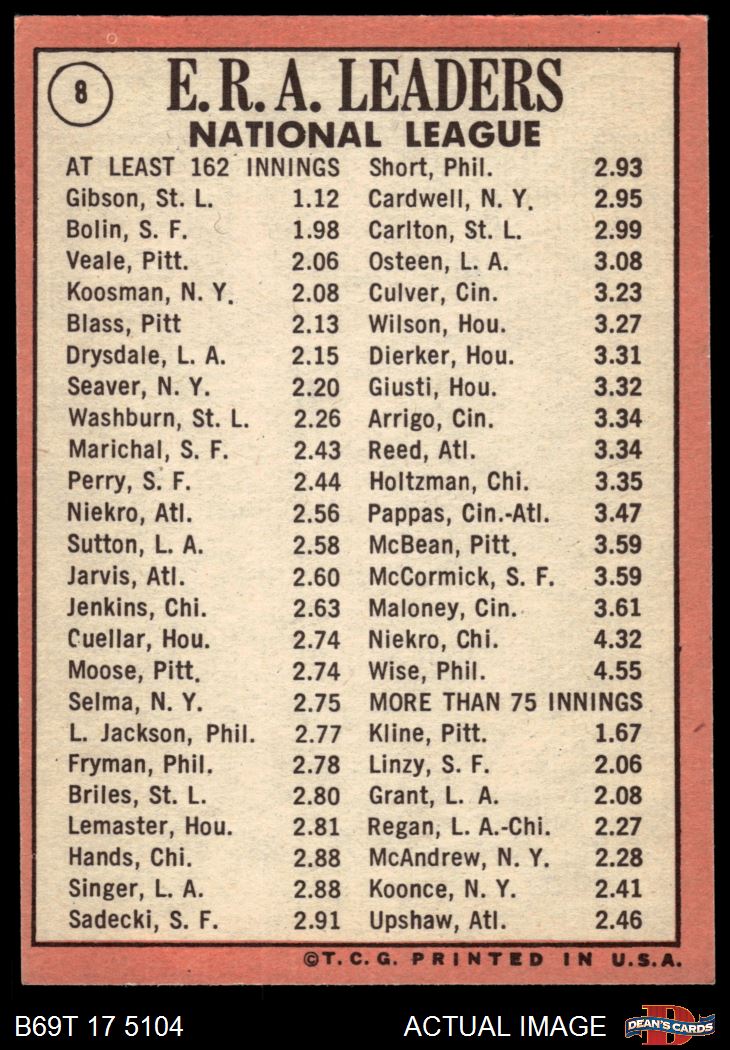 8
E.R.A. LEADERS
NATIONAL LEAGUE
AT LEAST 162 INNINGS
Gibson, St. L. 1.12
Bolin, S. F. 1.98
Veale, Pitt. 2.06
Koosman, N. Y. 2.08
Blass, Pitt 2.13
Drysdale, L. A. 2.15
Seaver, N. Y. 2.20
Washburn, St. L. 2.26
Marichal, S. F. 2.43
Perry, S. F. 2.44
Niekro, Atl. 2.56
Sutton, L. A. 2.58
Jarvis, Atl. 2.60
Jenkins, Chi. 2.63
Cuellar, Hou. 2.74
Moose, Pitt. 2.74
Selma, N. Y. 2.75
L. Jackson, Phil. 2.77
Fryman, Phil. 2.78
Briles, St. L. 2.80
Lemaster, Hou. 2.81
Hands, Chi. 2.88
Singer, L. A. 2.88
Sadecki, S. F. 2.91
Short, Phil. 2.93
Cardwell, N. Y. 2.95
Carlton, St. L. 2.99
Osteen, L. A. 3.08
Culver, Cin. 3.23
Wilson, Hou. 3.27
Dierker, Hou. 3.31
Giusti, Hou. 3.32
Arrigo, Cin. 3.34
Reed, Atl. 3.34
Holtzman, Chi. 3.35
Pappas, Cin.-Atl. 3.47
McBean, Pitt. 3.59
McCormick, S. F. 3.59
Maloney, Cin. 3.61
Niekro, Chi. 4.32
Wise, Phil. 4.55
MORE THAN 75 INNINGS
Kline, Pitt. 1.67
Linzy, S. F. 2.06
Grant, L. A. 2.08
Regan, L. A.-Chi. 2.27
McAndrew, N. Y. 2.28
Koonce, N. Y. 2.41
Upshaw, Atl. 2.46
©T.C.G. PRINTED IN U.S.A.
B69T 17 5104
ACTUAL IMAGE
D
DEAN'S CARDS